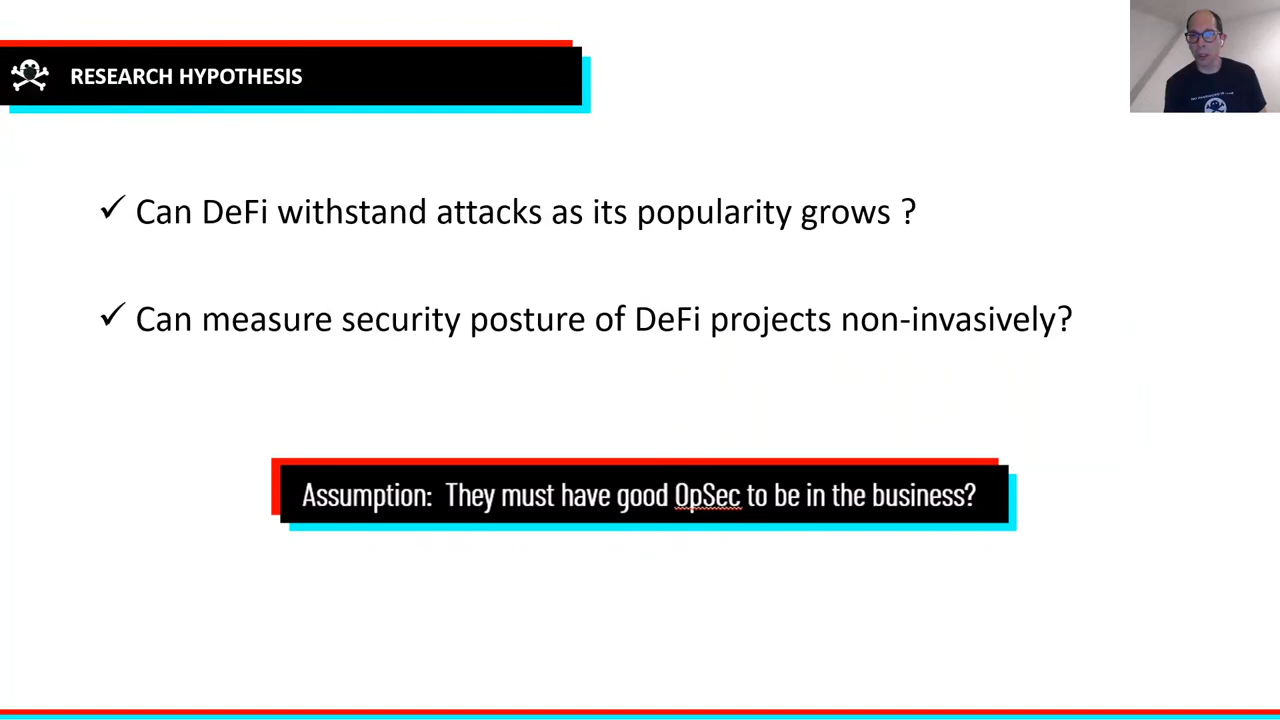 RESEARCH HYPOTHESIS
✓ Can DeFi withstand attacks as its popularity grows ?
✓ Can measure security posture of DeFi projects non-invasively?
Assumption: They must have good OpSec to be in the business?